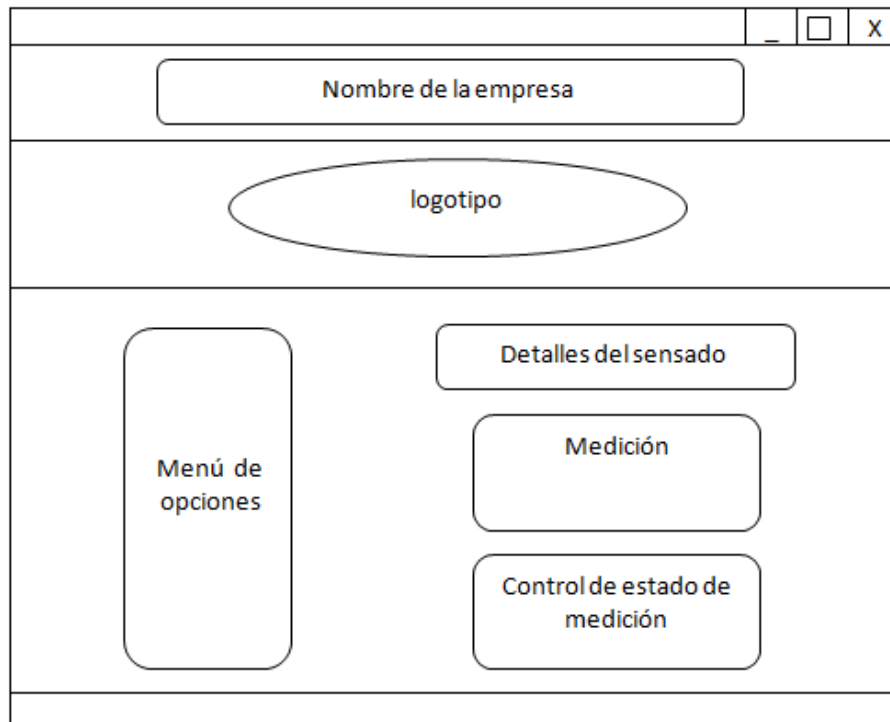 _ X
Nombre de la empresa
logotipo
Menú de
opciones
Detalles del sensado
Medición
Control de estado de
medición